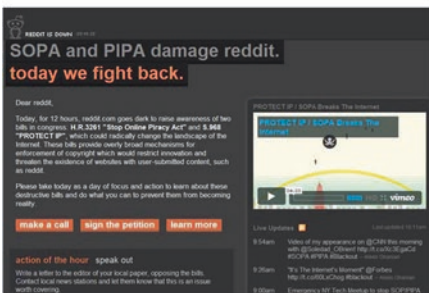 REDDIT IS DOWN
SOPA and PIPA damage reddit.
today we fight back.
Dear reddit,
Today, for 12 hours, reddit.com goes dark to raise awareness of two
bills in congress: H.R.3261 "Stop Online Piracy Act" and S.968
"PROTECT IP", which could radically change the landscape of the
Internet. These bills provide overly broad mechanisms for
enforcement of copyright which would restrict innovation and
threaten the existence of websites with user-submitted content, such
as reddit.
Please take today as a day of focus and action to learn about these
destructive bills and do what you can to prevent them from becoming
reality.
make a call sign the petition learn more
action of the hour speak out
Write a letter to the editor of your local paper, opposing the bills.
Contact local news stations and let them know that this is an issue
worth covering.
PROTECT IP / SOPA Breaks The Internet
PROTECT IP / SOPA Breaks The
Internet
vimeo
Live Updates
9:54am Video of my appearance on @CNN this morning
with @Soledad_OBrien!
#SOPA #PIPA #Blackout
9:26am "It's The Internet's Moment" @Forbes
#blackout
9:00am Emergency NY Tech Meetup to stop SOPA/PIPA